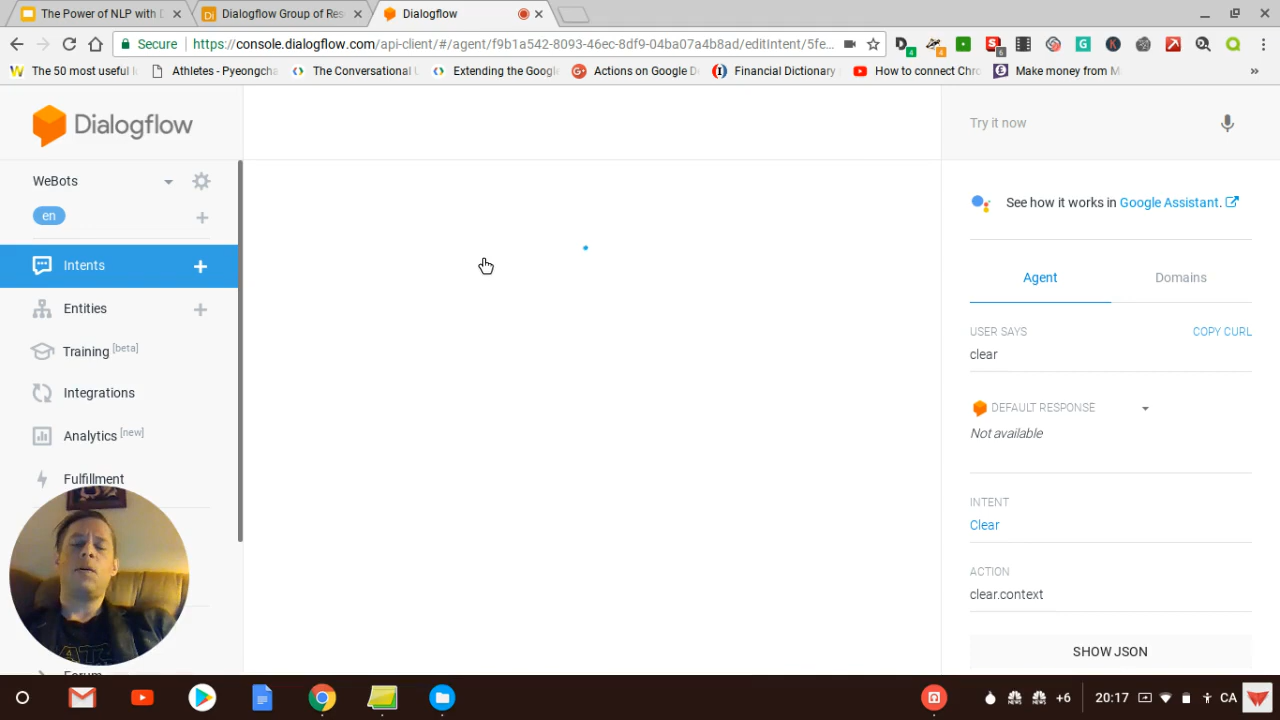 The Power of NLP with D
Dialogflow Group of Res
Dialogflow
Secure
https://console.dialogflow.com/api-client/#/agent/f9b1a542-8093-46ec-8df9-04ba07a4b8ad/editIntent/5fe...
The 50 most useful I
Athletes - Pyeongcha
The Conversational U
Extending the Google
Actions on Google D
Financial Dictionary
How to connect Chro
Make money from M
»
Dialogflow
WeBots
en
Intents
Entities
Training [beta]
Integrations
Analytics [new]
Fulfillment
Forum
Try it now
See how it works in Google Assistant.
Agent
Domains
USER SAYS
COPY CURL
clear
DEFAULT RESPONSE
Not available
INTENT
Clear
ACTION
clear.context
SHOW JSON
+6
20:17
CA